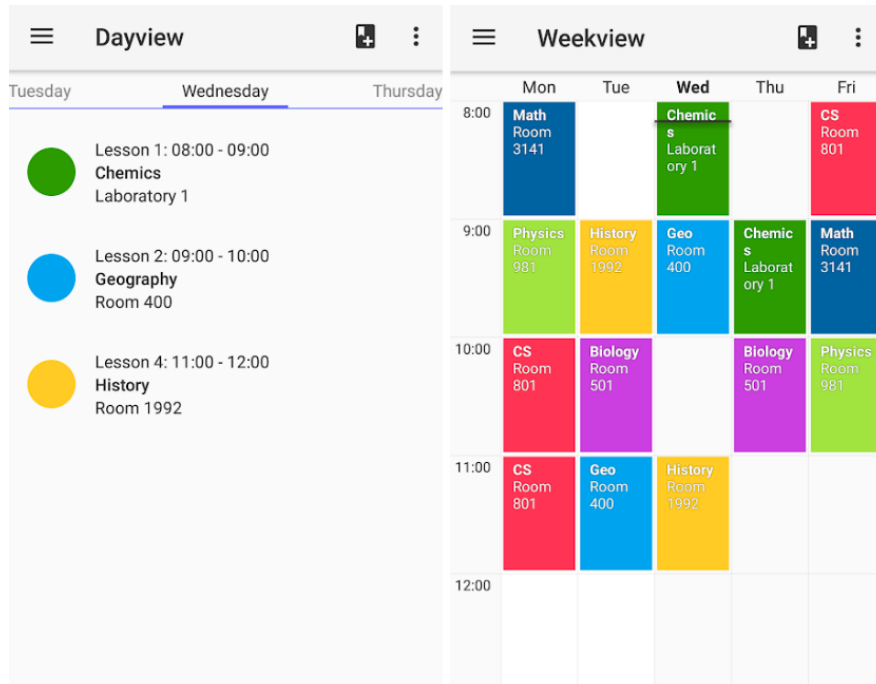 Dayview
Tuesday
Wednesday
Thursday
Lesson 1: 08:00 - 09:00
Chemics
Laboratory 1
Lesson 2: 09:00 - 10:00
Geography
Room 400
Lesson 4: 11:00 - 12:00
History
Room 1992
Weekview
Mon
Tue
Wed
Thu
Fri
8:00
Math
Room
3141
Chemic
s
Laborat
ory 1
CS
Room
801
9:00
Physics
Room
981
History
Room
1992
Geo
Room
400
Chemic
s
Laborat
ory 1
Math
Room
3141
10:00
CS
Room
801
Biology
Room
501
Biology
Room
501
Physics
Room
981
11:00
CS
Room
801
Geo
Room
400
History
Room
1992
12:00